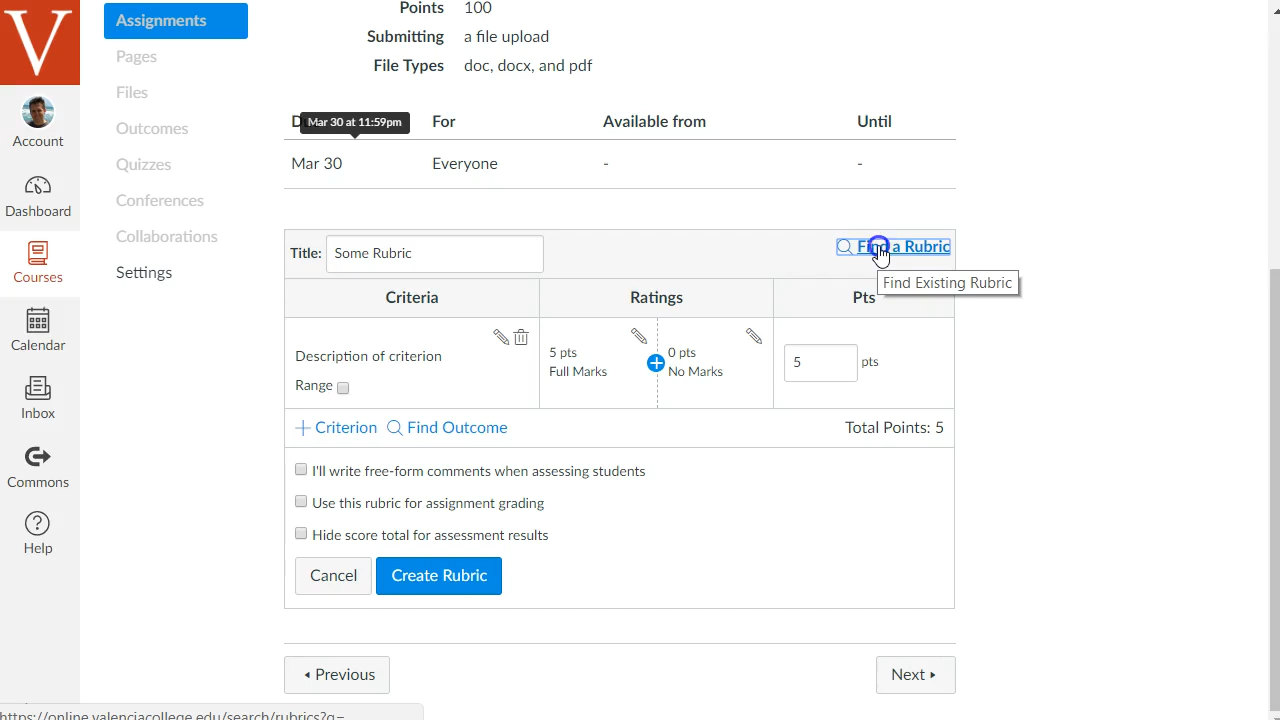 V
Account
Dashboard
Courses
Calendar
Inbox
Commons
Help
Assignments
Pages
Files
Outcomes
Quizzes
Conferences
Collaborations
Settings
Points 100
Submitting a file upload
File Types doc, docx, and pdf
Mar 30 at 11:59pm
For Available from Until
Mar 30 Everyone - -
Title: Some Rubric Find a Rubric
Find Existing Rubric
Criteria Ratings Pts
Description of criterion
Range
5 pts
Full Marks
0 pts
No Marks
5 pts
Criterion Find Outcome Total Points: 5
I'll write free-form comments when assessing students
Use this rubric for assignment grading
Hide score total for assessment results
Cancel Create Rubric
Previous Next
https://online.valenciacollege.edu/search/rubrics?q=